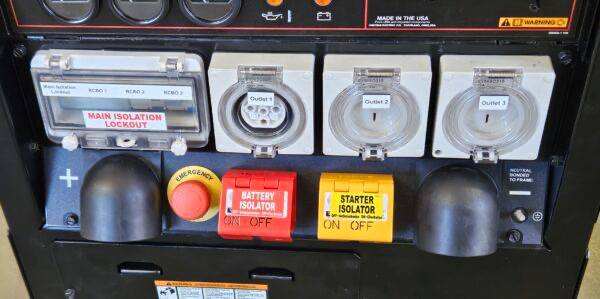 MADE IN THE USA
WARNING
Main Isolation
Lockout
RCBO 1
RCBO 2
RCBO 3
MAIN ISOLATION
LOCKOUT
Outlet 1
Outlet 2
Outlet 3
+
EMERGENCY
BATTERY
ISOLATOR
ON OFF
STARTER
ISOLATOR
ON OFF
NEUTRAL
BONDED
TO FRAME
-